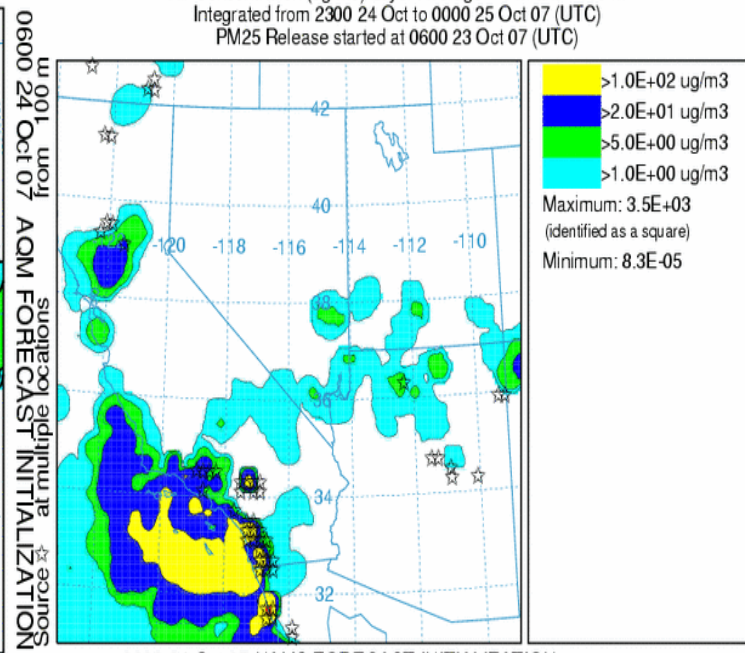 Integrated from 2300 24 Oct to 0000 25 Oct 07 (UTC)
PM25 Release started at 0600 23 Oct 07 (UTC)
Source ☆ at multiple locations
from
100 m
0600 24 Oct 07 AQM FORECAST INITIALIZATION
42
40
-120 -118 -116 -114 -112 -110
38
36
34
32
>1.0E+02 ug/m3
>2.0E+01 ug/m3
>5.0E+00 ug/m3
>1.0E+00 ug/m3
Maximum: 3.5E+03
(identified as a square)
Minimum: 8.3E-05